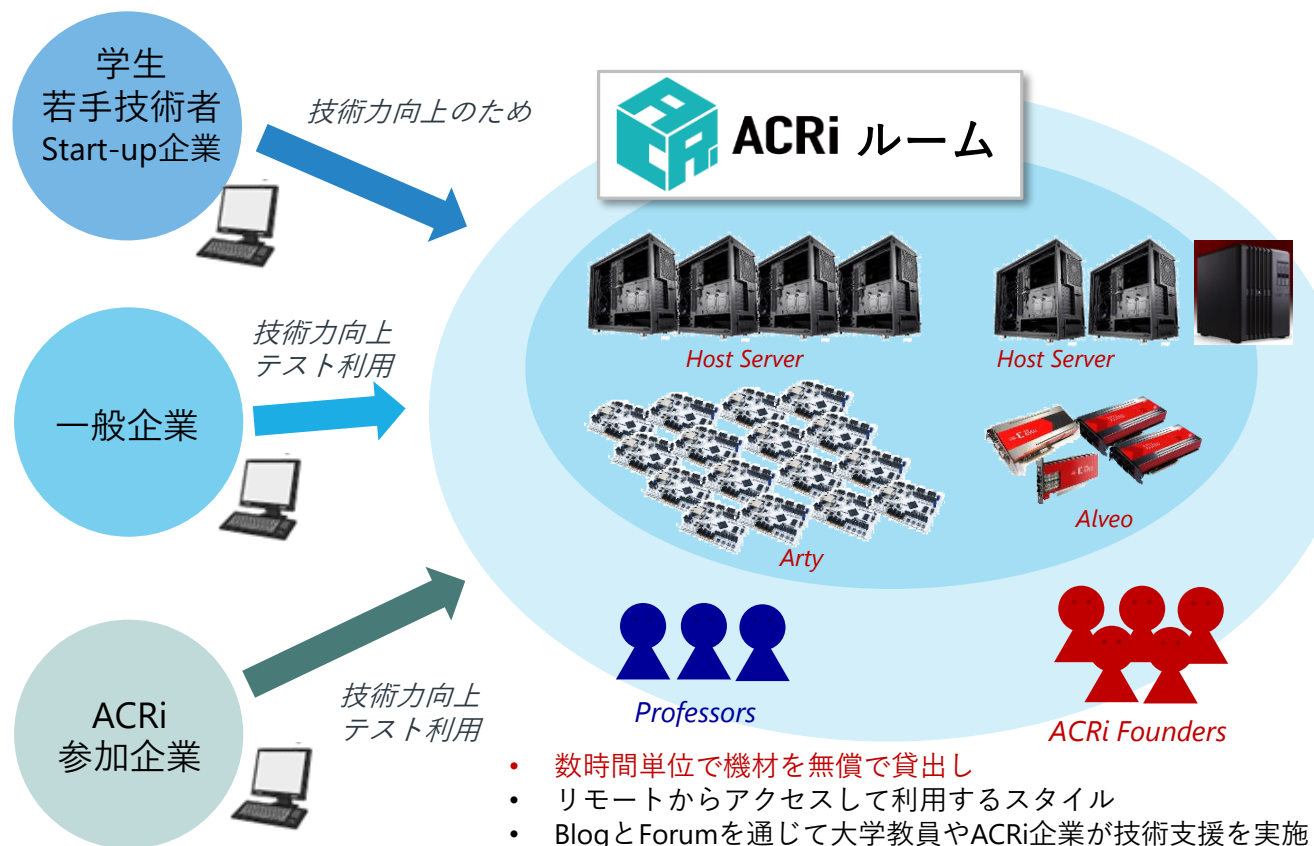 学生
若手技術者
Start-up企業
技術力向上のため
ACRi ルーム
Host Server
Host Server
技術力向上
テスト利用
一般企業
Arty
Alveo
ACRi
参加企業
技術力向上
テスト利用
Professors
ACRi Founders
• 数時間単位で機材を無償で貸出し
• リモートからアクセスして利用するスタイル
• BlogとForumを通じて大学教員やACRi企業が技術支援を実施